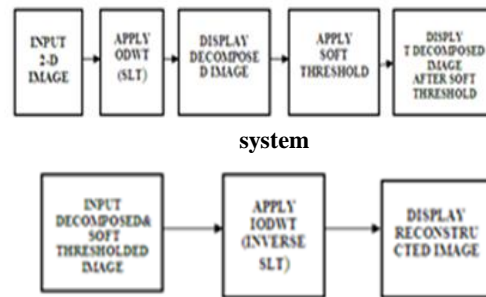 INPUT
2-D
IMAGE
APPLY
ODWT
(SLT)
DISPLAY
DECOMPOSE
D IMAGE
APPLY
SOFT
THRESHOLD
DISPLY
T DECOMPOSED
IMAGE
AFTER SOFT
THRESHOLD
system
INPUT
DECOMPOSED&
SOFT
THRESHOLDED
IMAGE
APPLY
IODWT
(INVERSE
SLT)
DISPLAY
RECONSTRU
CTED IMAGE